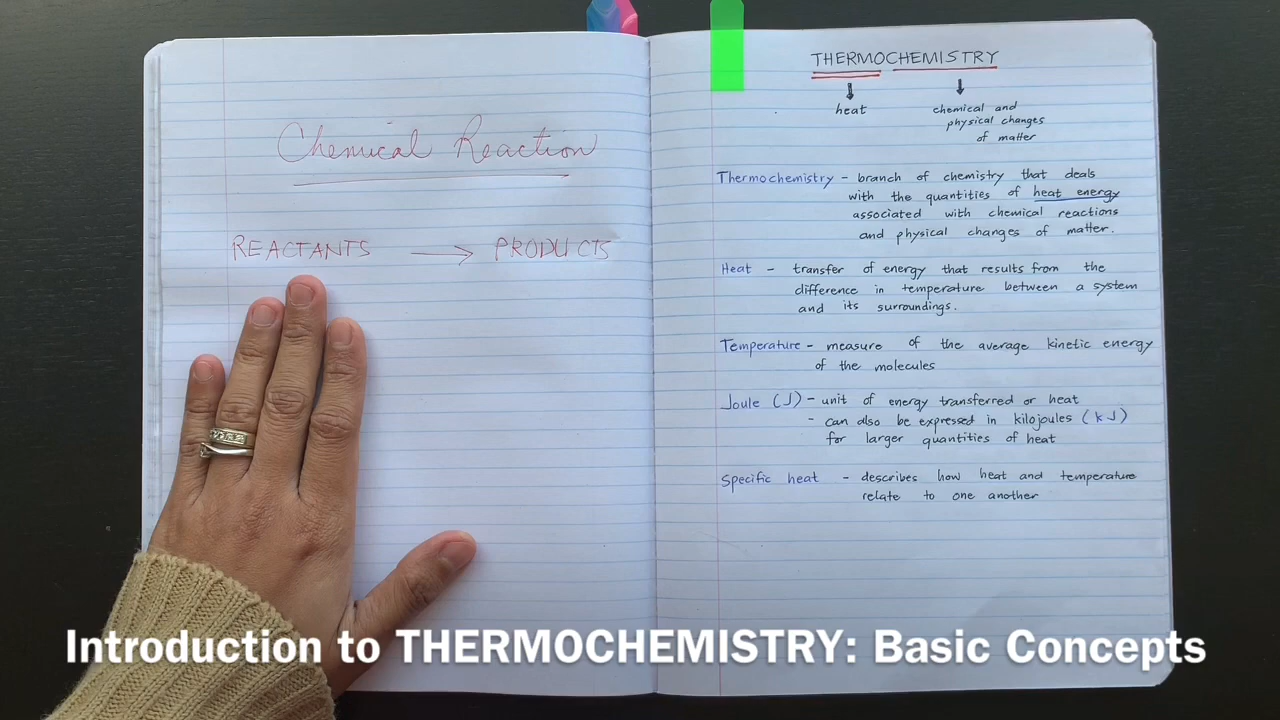 Chemical Reaction
REACTANTS → PRODUCTS
THERMOCHEMISTRY
heat
chemical and
physical changes
of matter
Thermochemistry - branch of chemistry that deals
with the quantities of heat energy
associated with chemical reactions
and physical changes of matter.
Heat - transfer of energy that results from the
difference in temperature between a system
and its surroundings.
Temperature - measure of the average kinetic energy
of the molecules
Joule (J) - unit of energy transferred or heat
- can also be expressed in kilojoules (kJ)
for larger quantities of heat
Specific heat - describes how heat and temperature
relate to one another
Introduction to THERMOCHEMISTRY: Basic Concepts